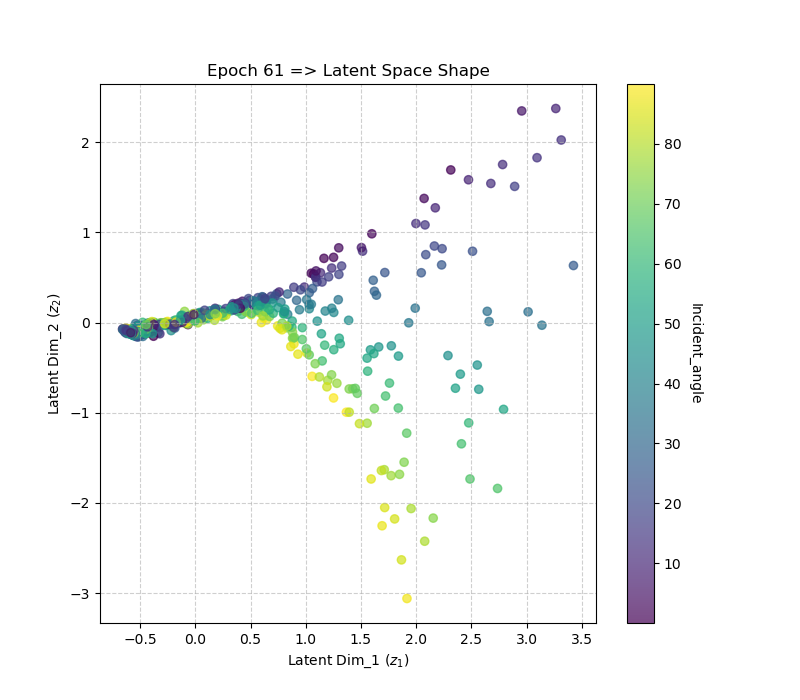 Epoch 61 => Latent Space Shape
Latent Dim_2 (z₂)
2
1
0
−1
−2
−3
−0.5 0.0 0.5 1.0 1.5 2.0 2.5 3.0 3.5
Latent Dim_1 (z₁)
80
70
60
50
40
30
20
10
Incident_angle